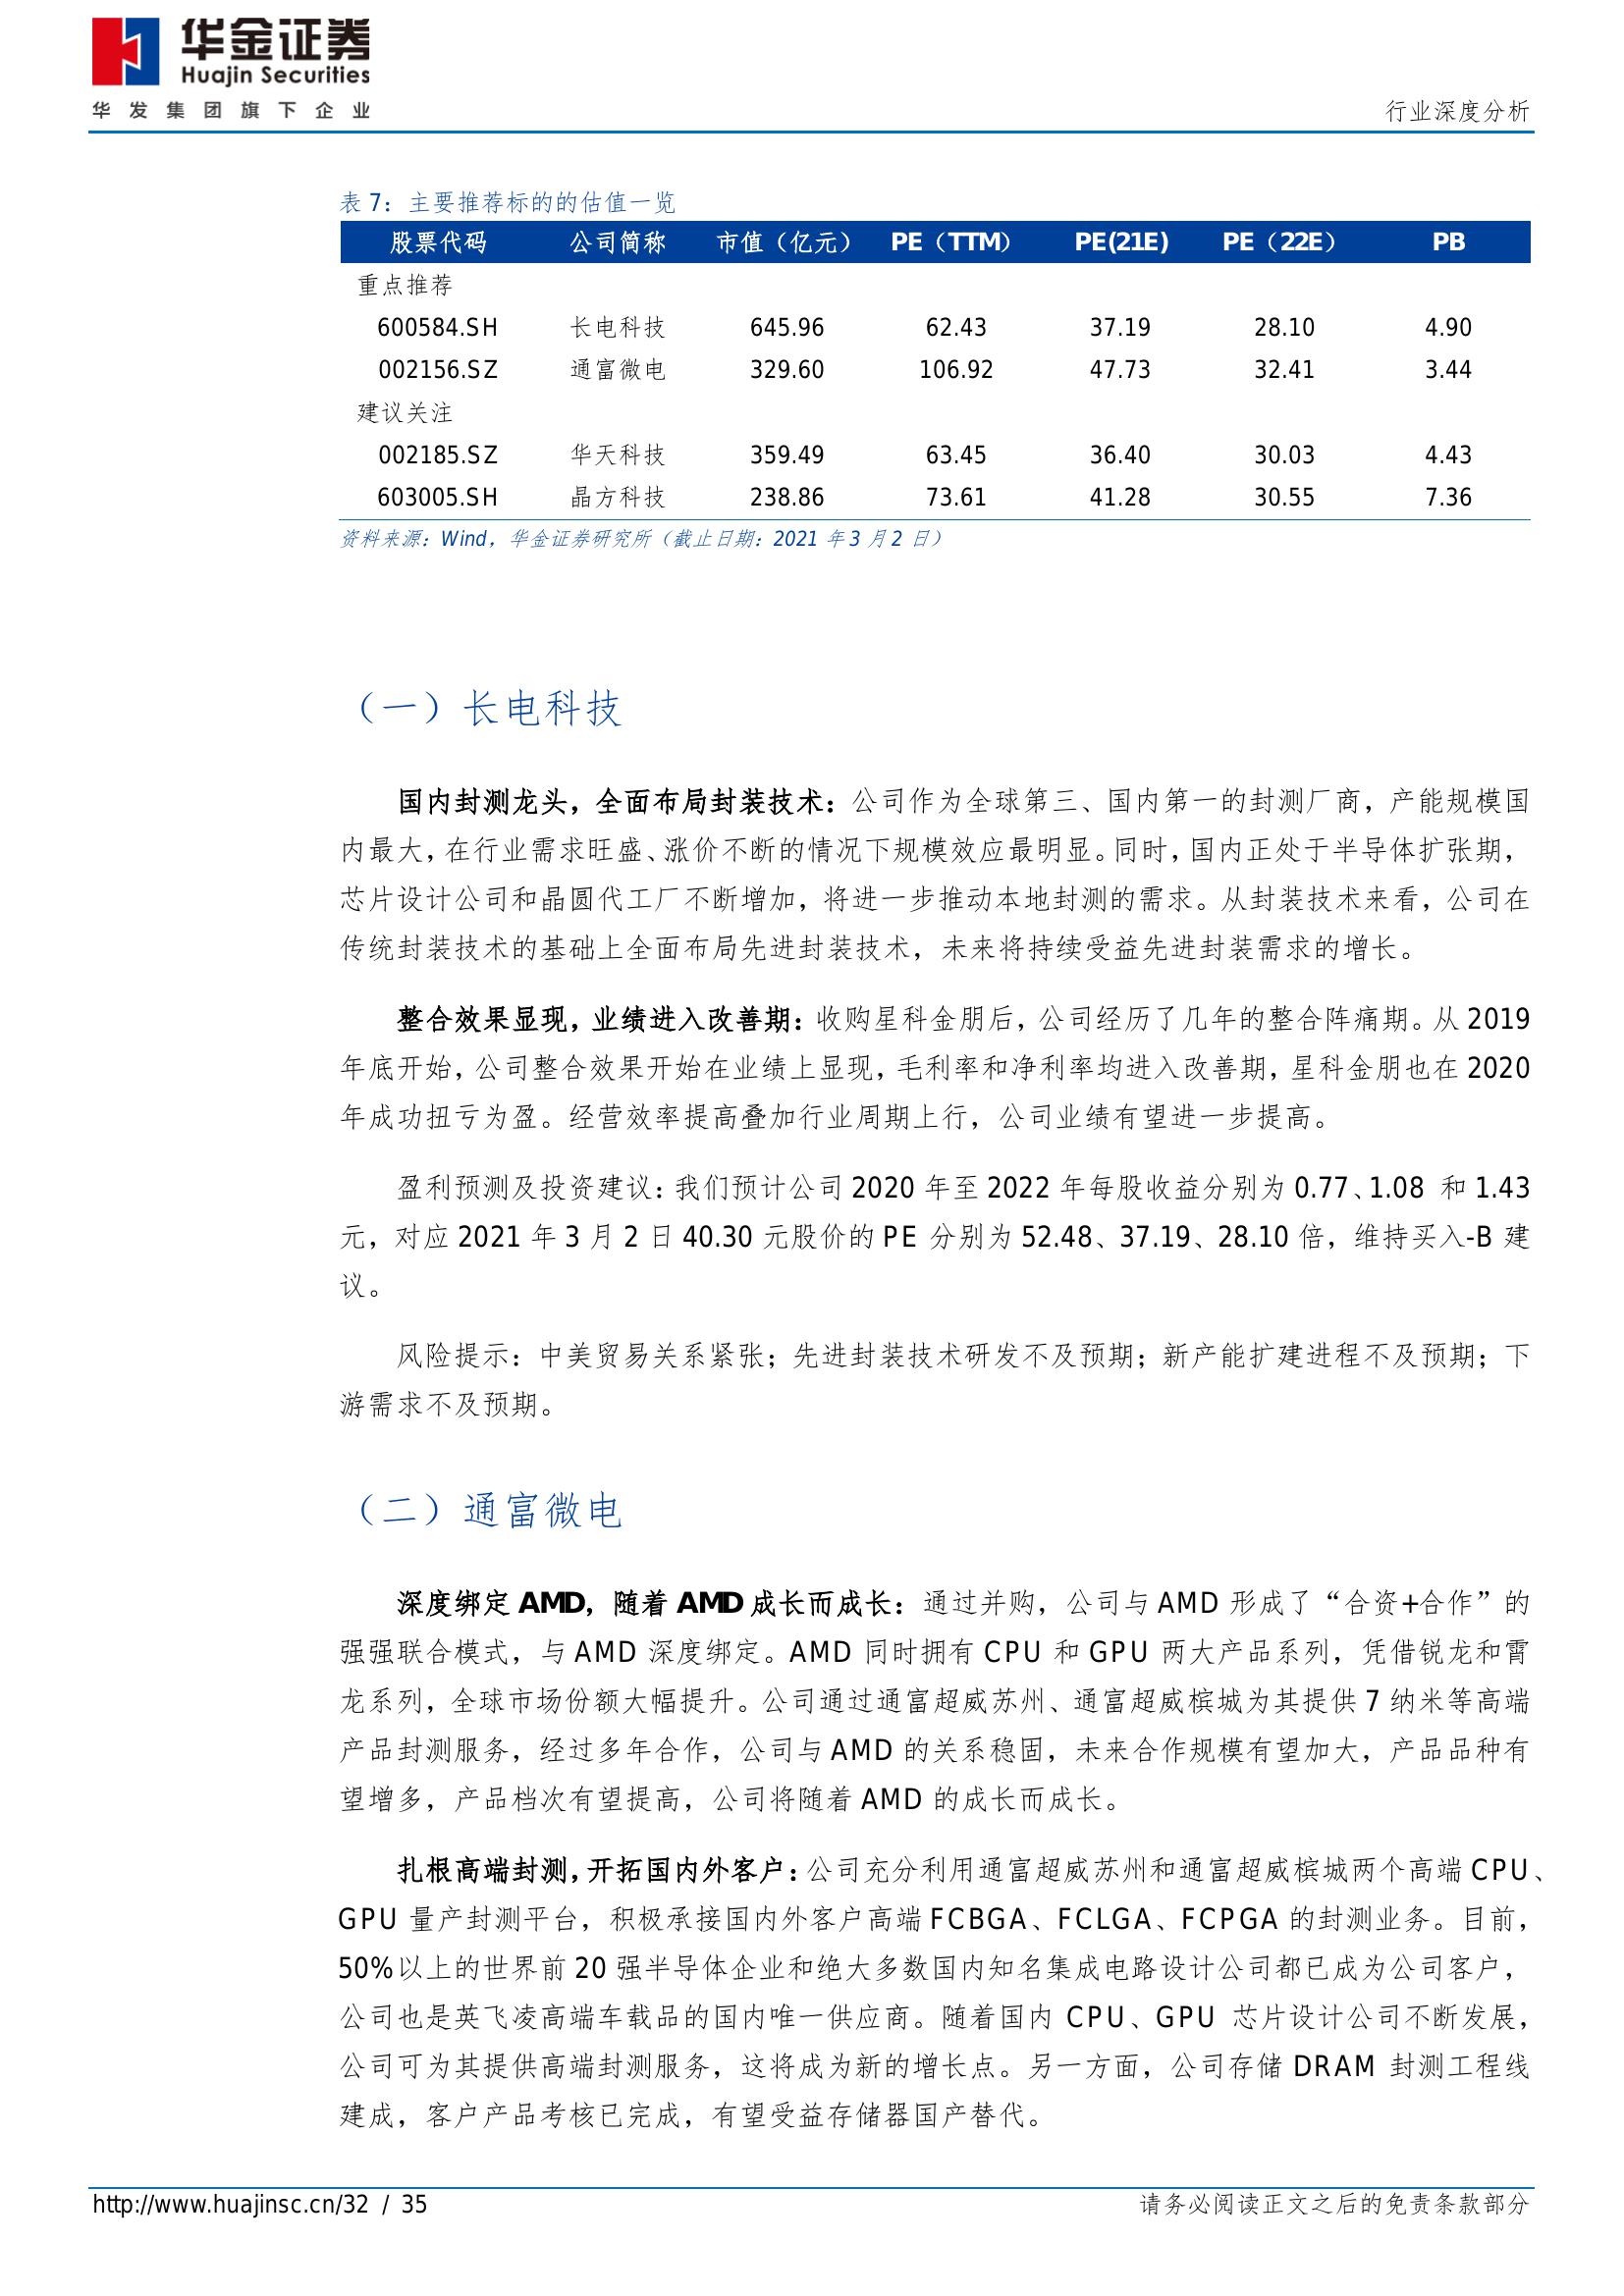 华金证券
Huajin Securities
华发集团旗下企业
行业深度分析
表 7：主要推荐标的的估值一览
股票代码 公司简称 市值（亿元） PE（TTM） PE(21E) PE（22E） PB
重点推荐
600584.SH 长电科技 645.96 62.43 37.19 28.10 4.90
002156.SZ 通富微电 329.60 106.92 47.73 32.41 3.44
建议关注
002185.SZ 华天科技 359.49 63.45 36.40 30.03 4.43
603005.SH 晶方科技 238.86 73.61 41.28 30.55 7.36
资料来源：Wind，华金证券研究所（截止日期：2021 年 3 月 2 日）
（一）长电科技
国内封测龙头，全面布局封装技术：公司作为全球第三、国内第一的封测厂商，产能规模国
内最大，在行业需求旺盛、涨价不断的情况下规模效应最明显。同时，国内正处于半导体扩张期，
芯片设计公司和晶圆代工厂不断增加，将进一步推动本地封测的需求。从封装技术来看，公司在
传统封装技术的基础上全面布局先进封装技术，未来将持续受益先进封装需求的增长。
整合效果显现，业绩进入改善期：收购星科金朋后，公司经历了几年的整合阵痛期。从 2019
年底开始，公司整合效果开始在业绩上显现，毛利率和净利率均进入改善期，星科金朋也在 2020
年成功扭亏为盈。经营效率提高叠加行业周期上行，公司业绩有望进一步提高。
盈利预测及投资建议：我们预计公司 2020 年至 2022 年每股收益分别为 0.77、1.08 和 1.43
元，对应 2021 年 3 月 2 日 40.30 元股价的 PE 分别为 52.48、37.19、28.10 倍，维持买入-B 建
议。
风险提示：中美贸易关系紧张；先进封装技术研发不及预期；新产能扩建进程不及预期；下
游需求不及预期。
（二）通富微电
深度绑定 AMD，随着 AMD 成长而成长：通过并购，公司与 AMD 形成了“合资+合作”的
强强联合模式，与 AMD 深度绑定。AMD 同时拥有 CPU 和 GPU 两大产品系列，凭借锐龙和霄
龙系列，全球市场份额大幅提升。公司通过通富超威苏州、通富超威槟城为其提供 7 纳米等高端
产品封测服务，经过多年合作，公司与 AMD 的关系稳固，未来合作规模有望加大，产品品种有
望增多，产品档次有望提高，公司将随着 AMD 的成长而成长。
扎根高端封测，开拓国内外客户：公司充分利用通富超威苏州和通富超威槟城两个高端 CPU、
GPU 量产封测平台，积极承接国内外客户高端 FCBGA、FCLGA、FCPGA 的封测业务。目前，
50%以上的世界前 20 强半导体企业和绝大多数国内知名集成电路设计公司都已成为公司客户，
公司也是英飞凌高端车载品的国内唯一供应商。随着国内 CPU、GPU 芯片设计公司不断发展，
公司可为其提供高端封测服务，这将成为新的增长点。另一方面，公司存储 DRAM 封测工程线
建成，客户产品考核已完成，有望受益存储器国产替代。
http://www.huajinsc.cn/32 / 35
请务必阅读正文之后的免责条款部分